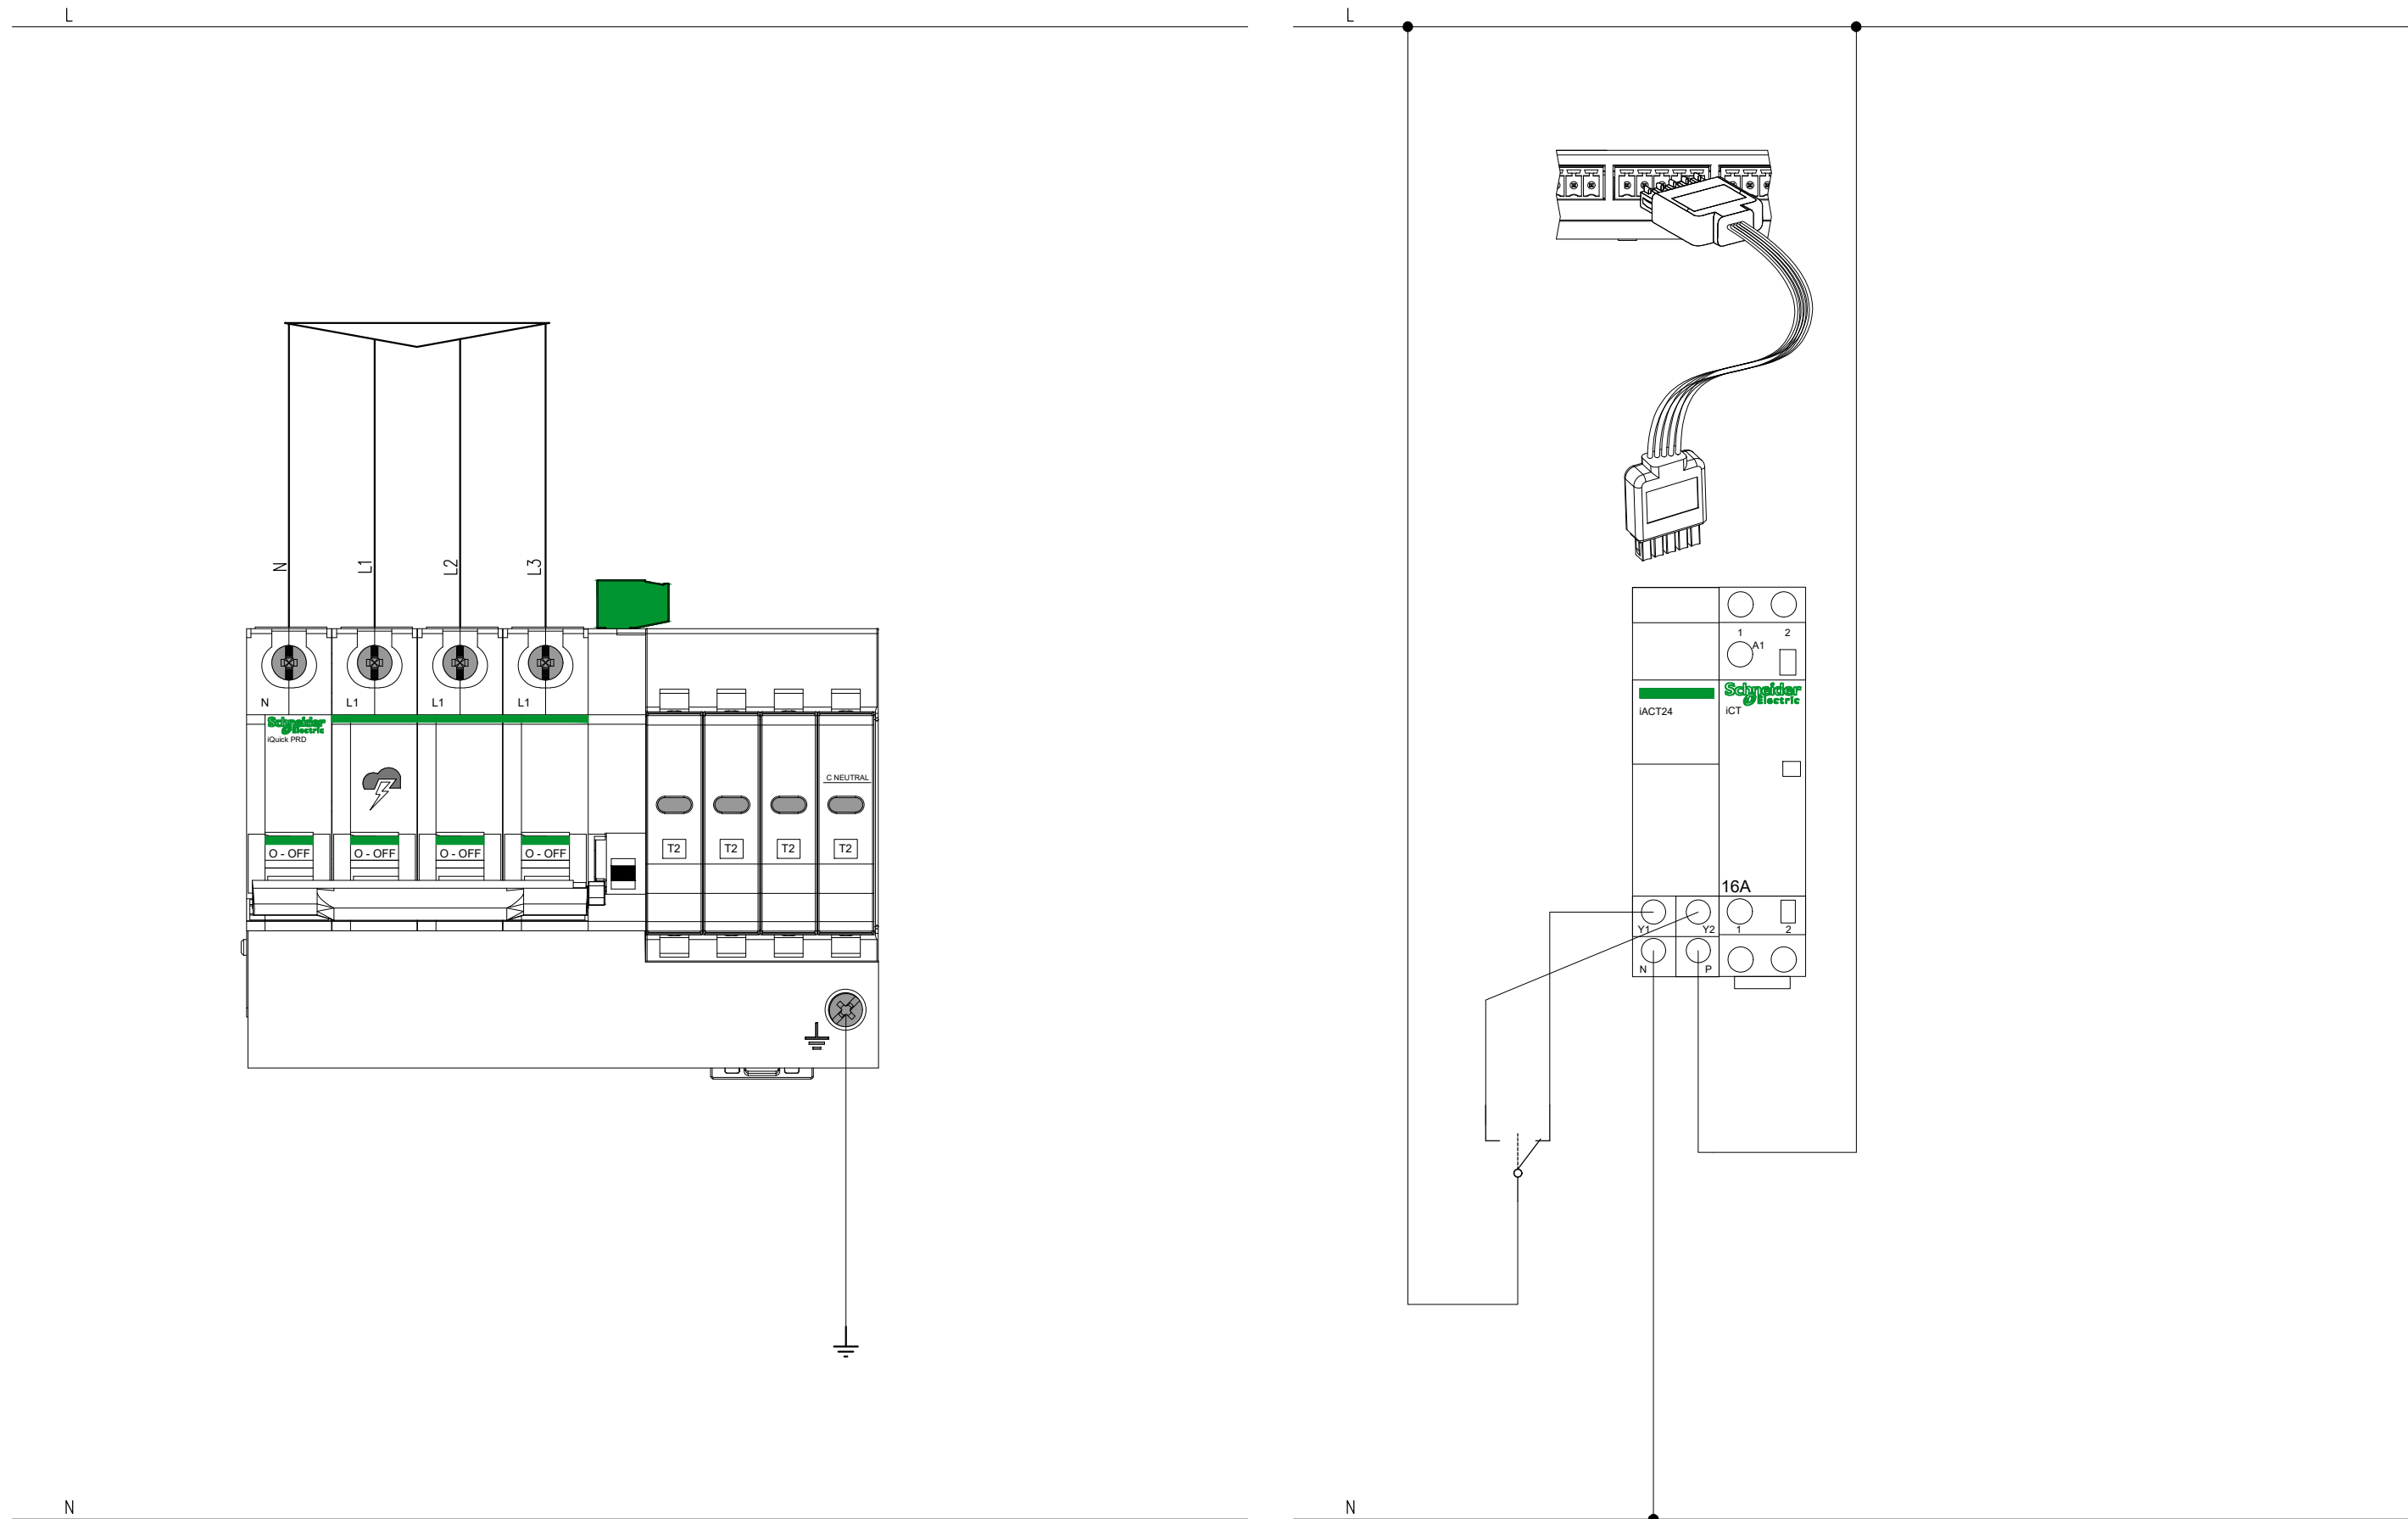 L
N
L1
L2
L3
N
L1
L1
L1
Schneider
Electric
iQuick PRD
C NEUTRAL
O - OFF
O - OFF
O - OFF
O - OFF
T2
T2
T2
T2
N
L
1
2
A1
Schneider
Electric
iACT24
iCT
16A
Y1
Y2
1
2
N
P
N